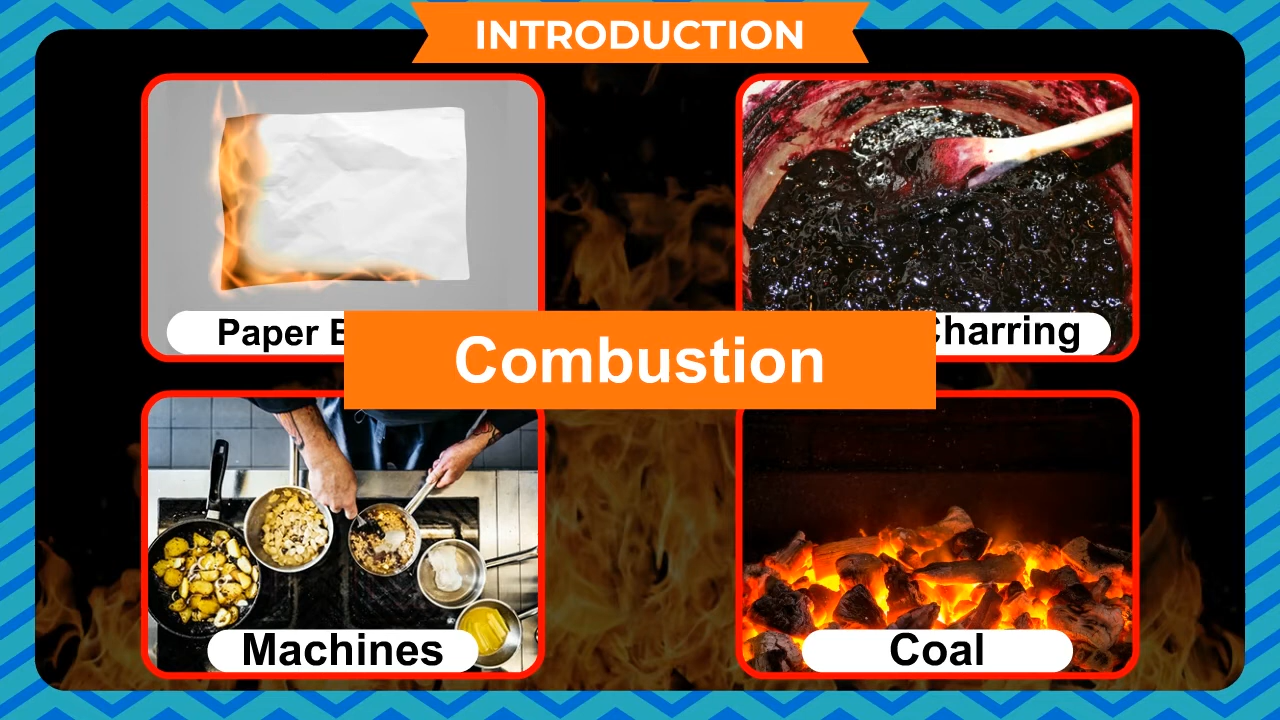 INTRODUCTION
Paper
Charring
Combustion
Machines
Coal